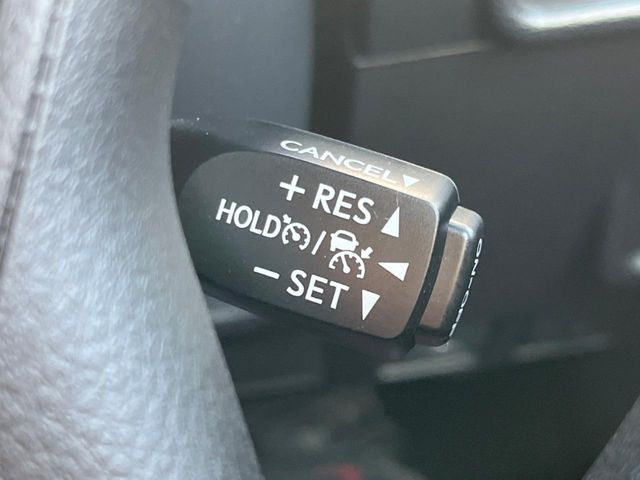 CANCEL▼
+ RES ▲
HOLD / ◀
− SET ▼